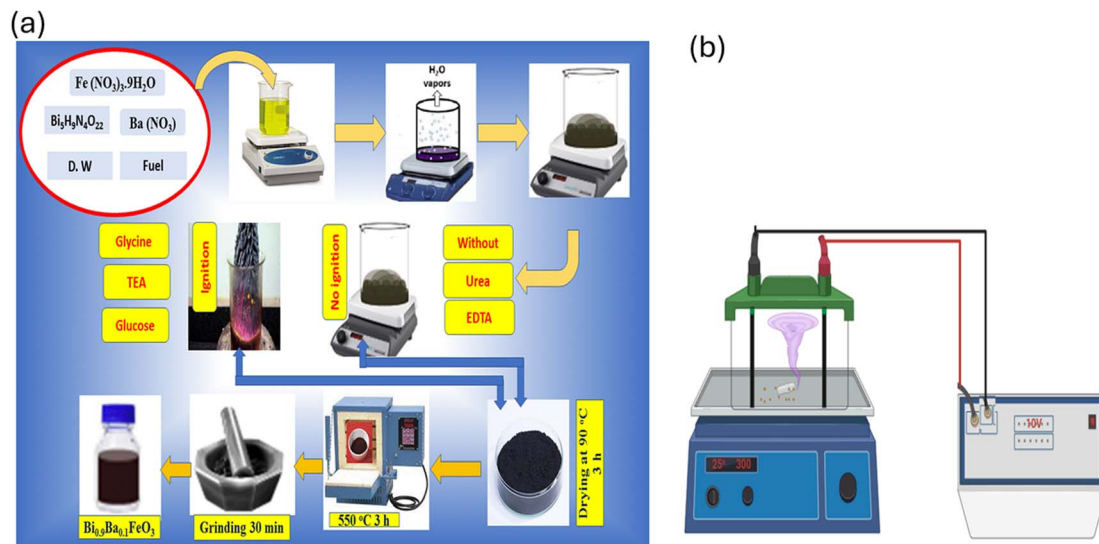 (a)
(b)
Fe (NO₃)₃.9H₂O
Bi₅H₉N₄O₂₂
Ba (NO₃)
D. W
Fuel
H₂O
vapors
Glycine
TEA
Glucose
Ignition
No ignition
Without
Urea
EDTA
Bi₀.₉Ba₀.₁FeO₃
Grinding 30 min
550 °C 3 h
Drying at 90 °C
3 h
25
300
10V